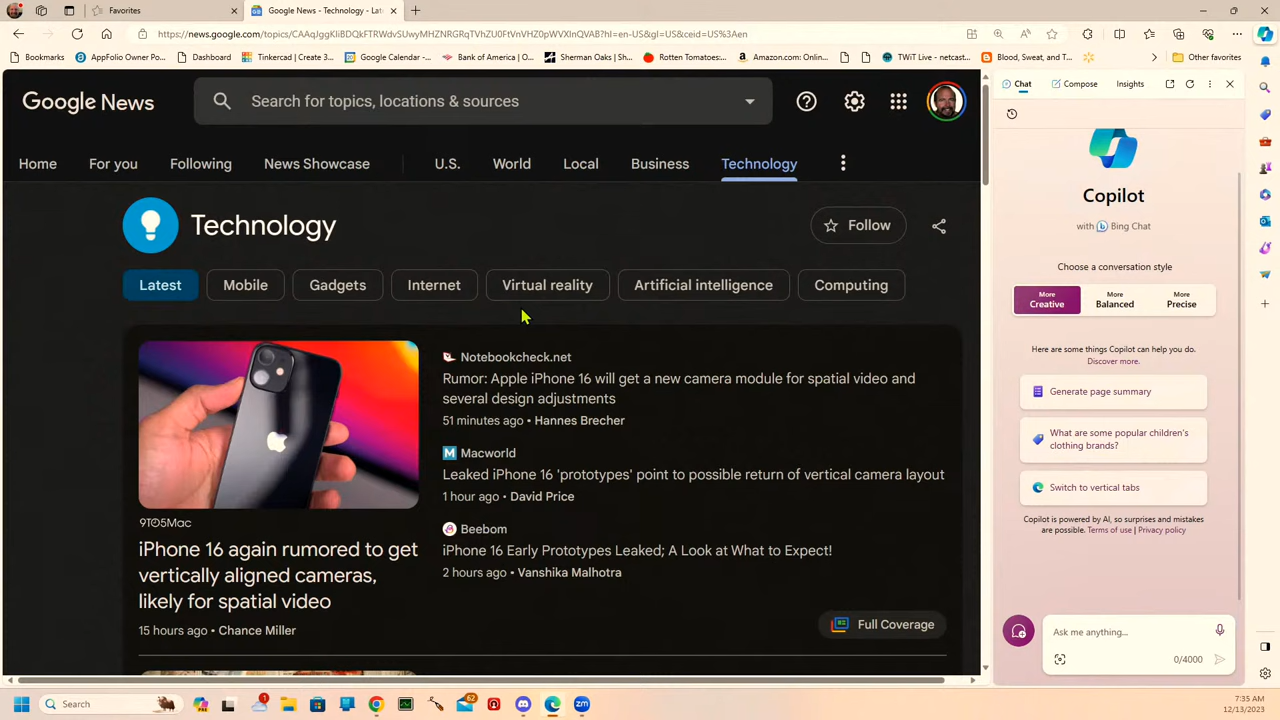 Favorites
Google News - Technology - Late
https://news.google.com/topics/CAAqJggKIiBDQkFTRWdvSUwyMHZNRGRqTVhZU0FtVnVHZ0pWVXlnQVAB?hl=en-US&gl=US&ceid=US%3Aen
Bookmarks
AppFolio Owner Po...
Dashboard
Tinkercad | Create 3...
Google Calendar -...
Bank of America |...
Sherman Oaks | Sh...
Rotten Tomatoes:...
Amazon.com: Onlin...
TWiT Live - netcast...
Blood, Sweat, and T...
Other favorites
Google News
Search for topics, locations & sources
Home
For you
Following
News Showcase
U.S.
World
Local
Business
Technology
Technology
Follow
Latest
Mobile
Gadgets
Internet
Virtual reality
Artificial intelligence
Computing
9TO5Mac
iPhone 16 again rumored to get
vertically aligned cameras,
likely for spatial video
15 hours ago • Chance Miller
Notebookcheck.net
Rumor: Apple iPhone 16 will get a new camera module for spatial video and
several design adjustments
51 minutes ago • Hannes Brecher
M Macworld
Leaked iPhone 16 'prototypes' point to possible return of vertical camera layout
1 hour ago • David Price
Beebom
iPhone 16 Early Prototypes Leaked; A Look at What to Expect!
2 hours ago • Vanshika Malhotra
Full Coverage
Chat
Compose
Insights
Copilot
with Bing Chat
Choose a conversation style
More
Creative
More
Balanced
More
Precise
Here are some things Copilot can help you do.
Discover more.
Generate page summary
What are some popular children's
clothing brands?
Switch to vertical tabs
Copilot is powered by AI, so surprises and mistakes
are possible. Terms of use | Privacy policy
Ask me anything...
0/4000
Search
1
52
7:35 AM
12/13/2023